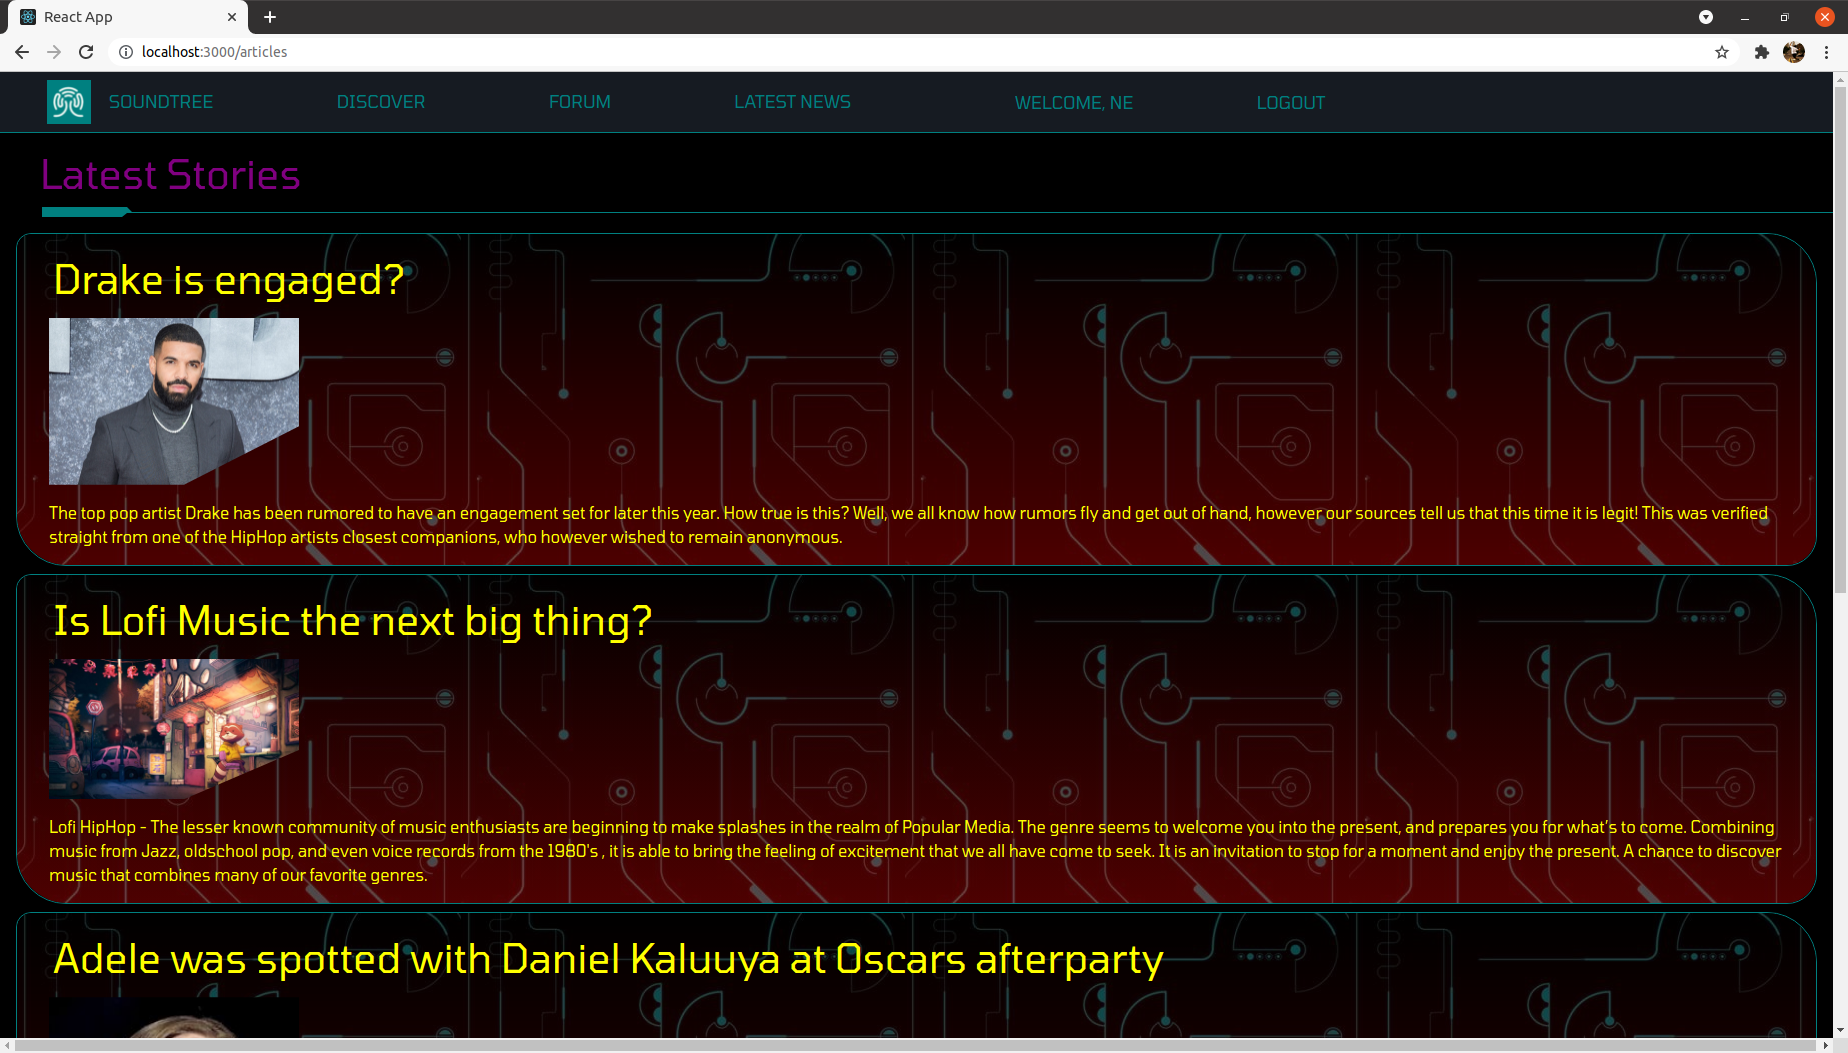 React App
localhost:3000/articles
SOUNDTREE DISCOVER FORUM LATEST NEWS WELCOME, NE LOGOUT
Latest Stories
Drake is engaged?
The top pop artist Drake has been rumored to have an engagement set for later this year. How true is this? Well, we all know how rumors fly and get out of hand, however our sources tell us that this time it is legit! This was verified
straight from one of the HipHop artists closest companions, who however wished to remain anonymous.
Is Lofi Music the next big thing?
Lofi HipHop - The lesser known community of music enthusiasts are beginning to make splashes in the realm of Popular Media. The genre seems to welcome you into the present, and prepares you for what's to come. Combining
music from Jazz, oldschool pop, and even voice records from the 1980's , it is able to bring the feeling of excitement that we all have come to seek. It is an invitation to stop for a moment and enjoy the present. A chance to discover
music that combines many of our favorite genres.
Adele was spotted with Daniel Kaluuya at Oscars afterparty